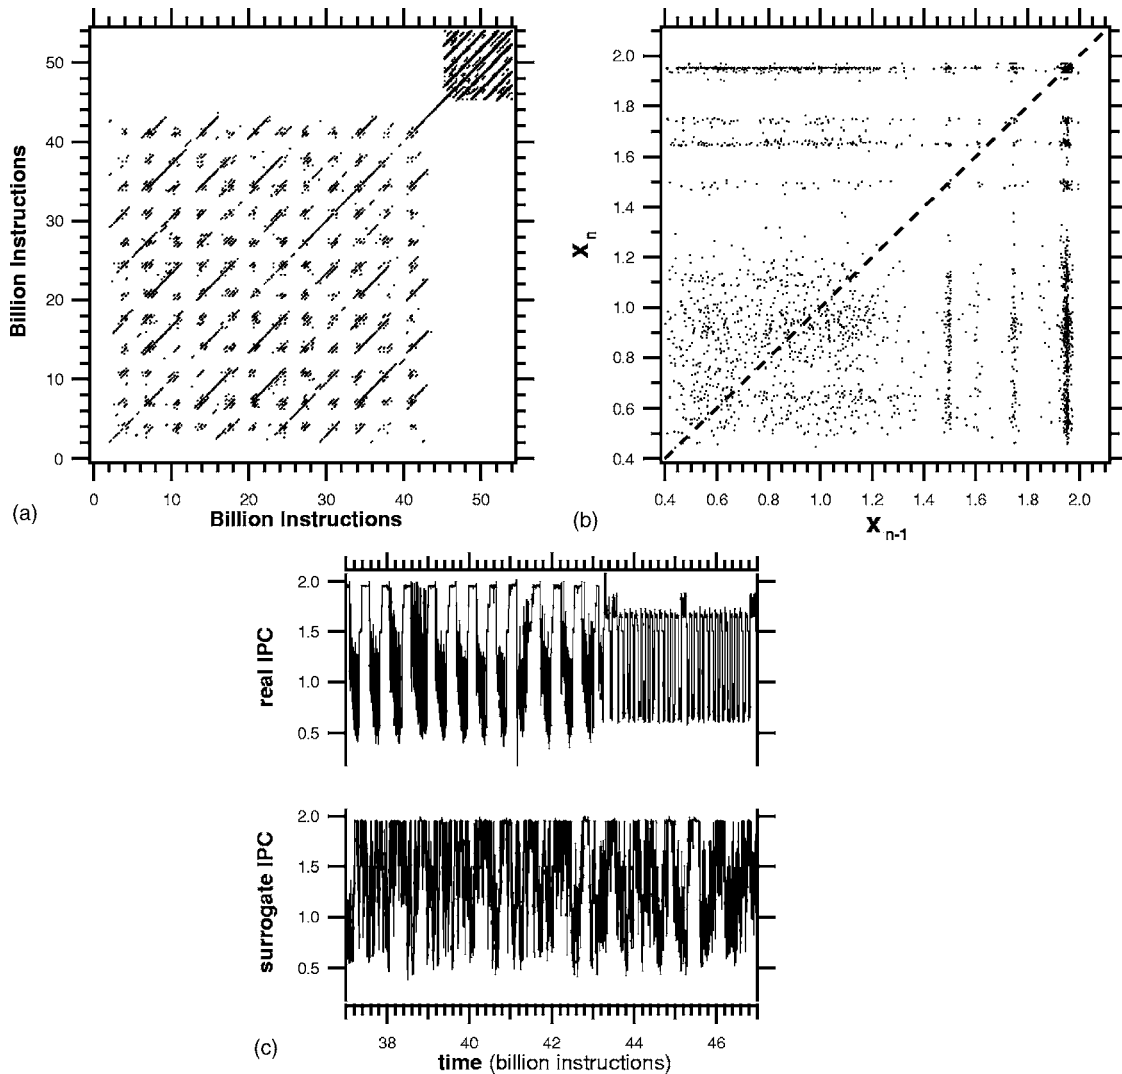 50
40
30
20
10
0
Billion Instructions
0 10 20 30 40 50
Billion Instructions
(a)
2.0
1.8
1.6
1.4
1.2
1.0
0.8
0.6
0.4
X n
0.4 0.6 0.8 1.0 1.2 1.4 1.6 1.8 2.0
X n-1
(b)
2.0
1.5
1.0
0.5
real IPC
2.0
1.5
1.0
0.5
surrogate IPC
38 40 42 44 46
time (billion instructions)
(c)